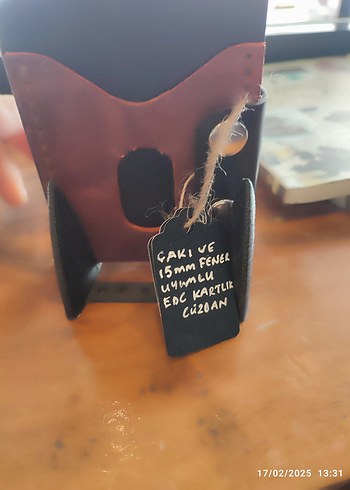 ÇAKI VE
15mm FENER
UYUMLU
EDC KARTLIK
CÜZDAN
17/02/2025 13:31